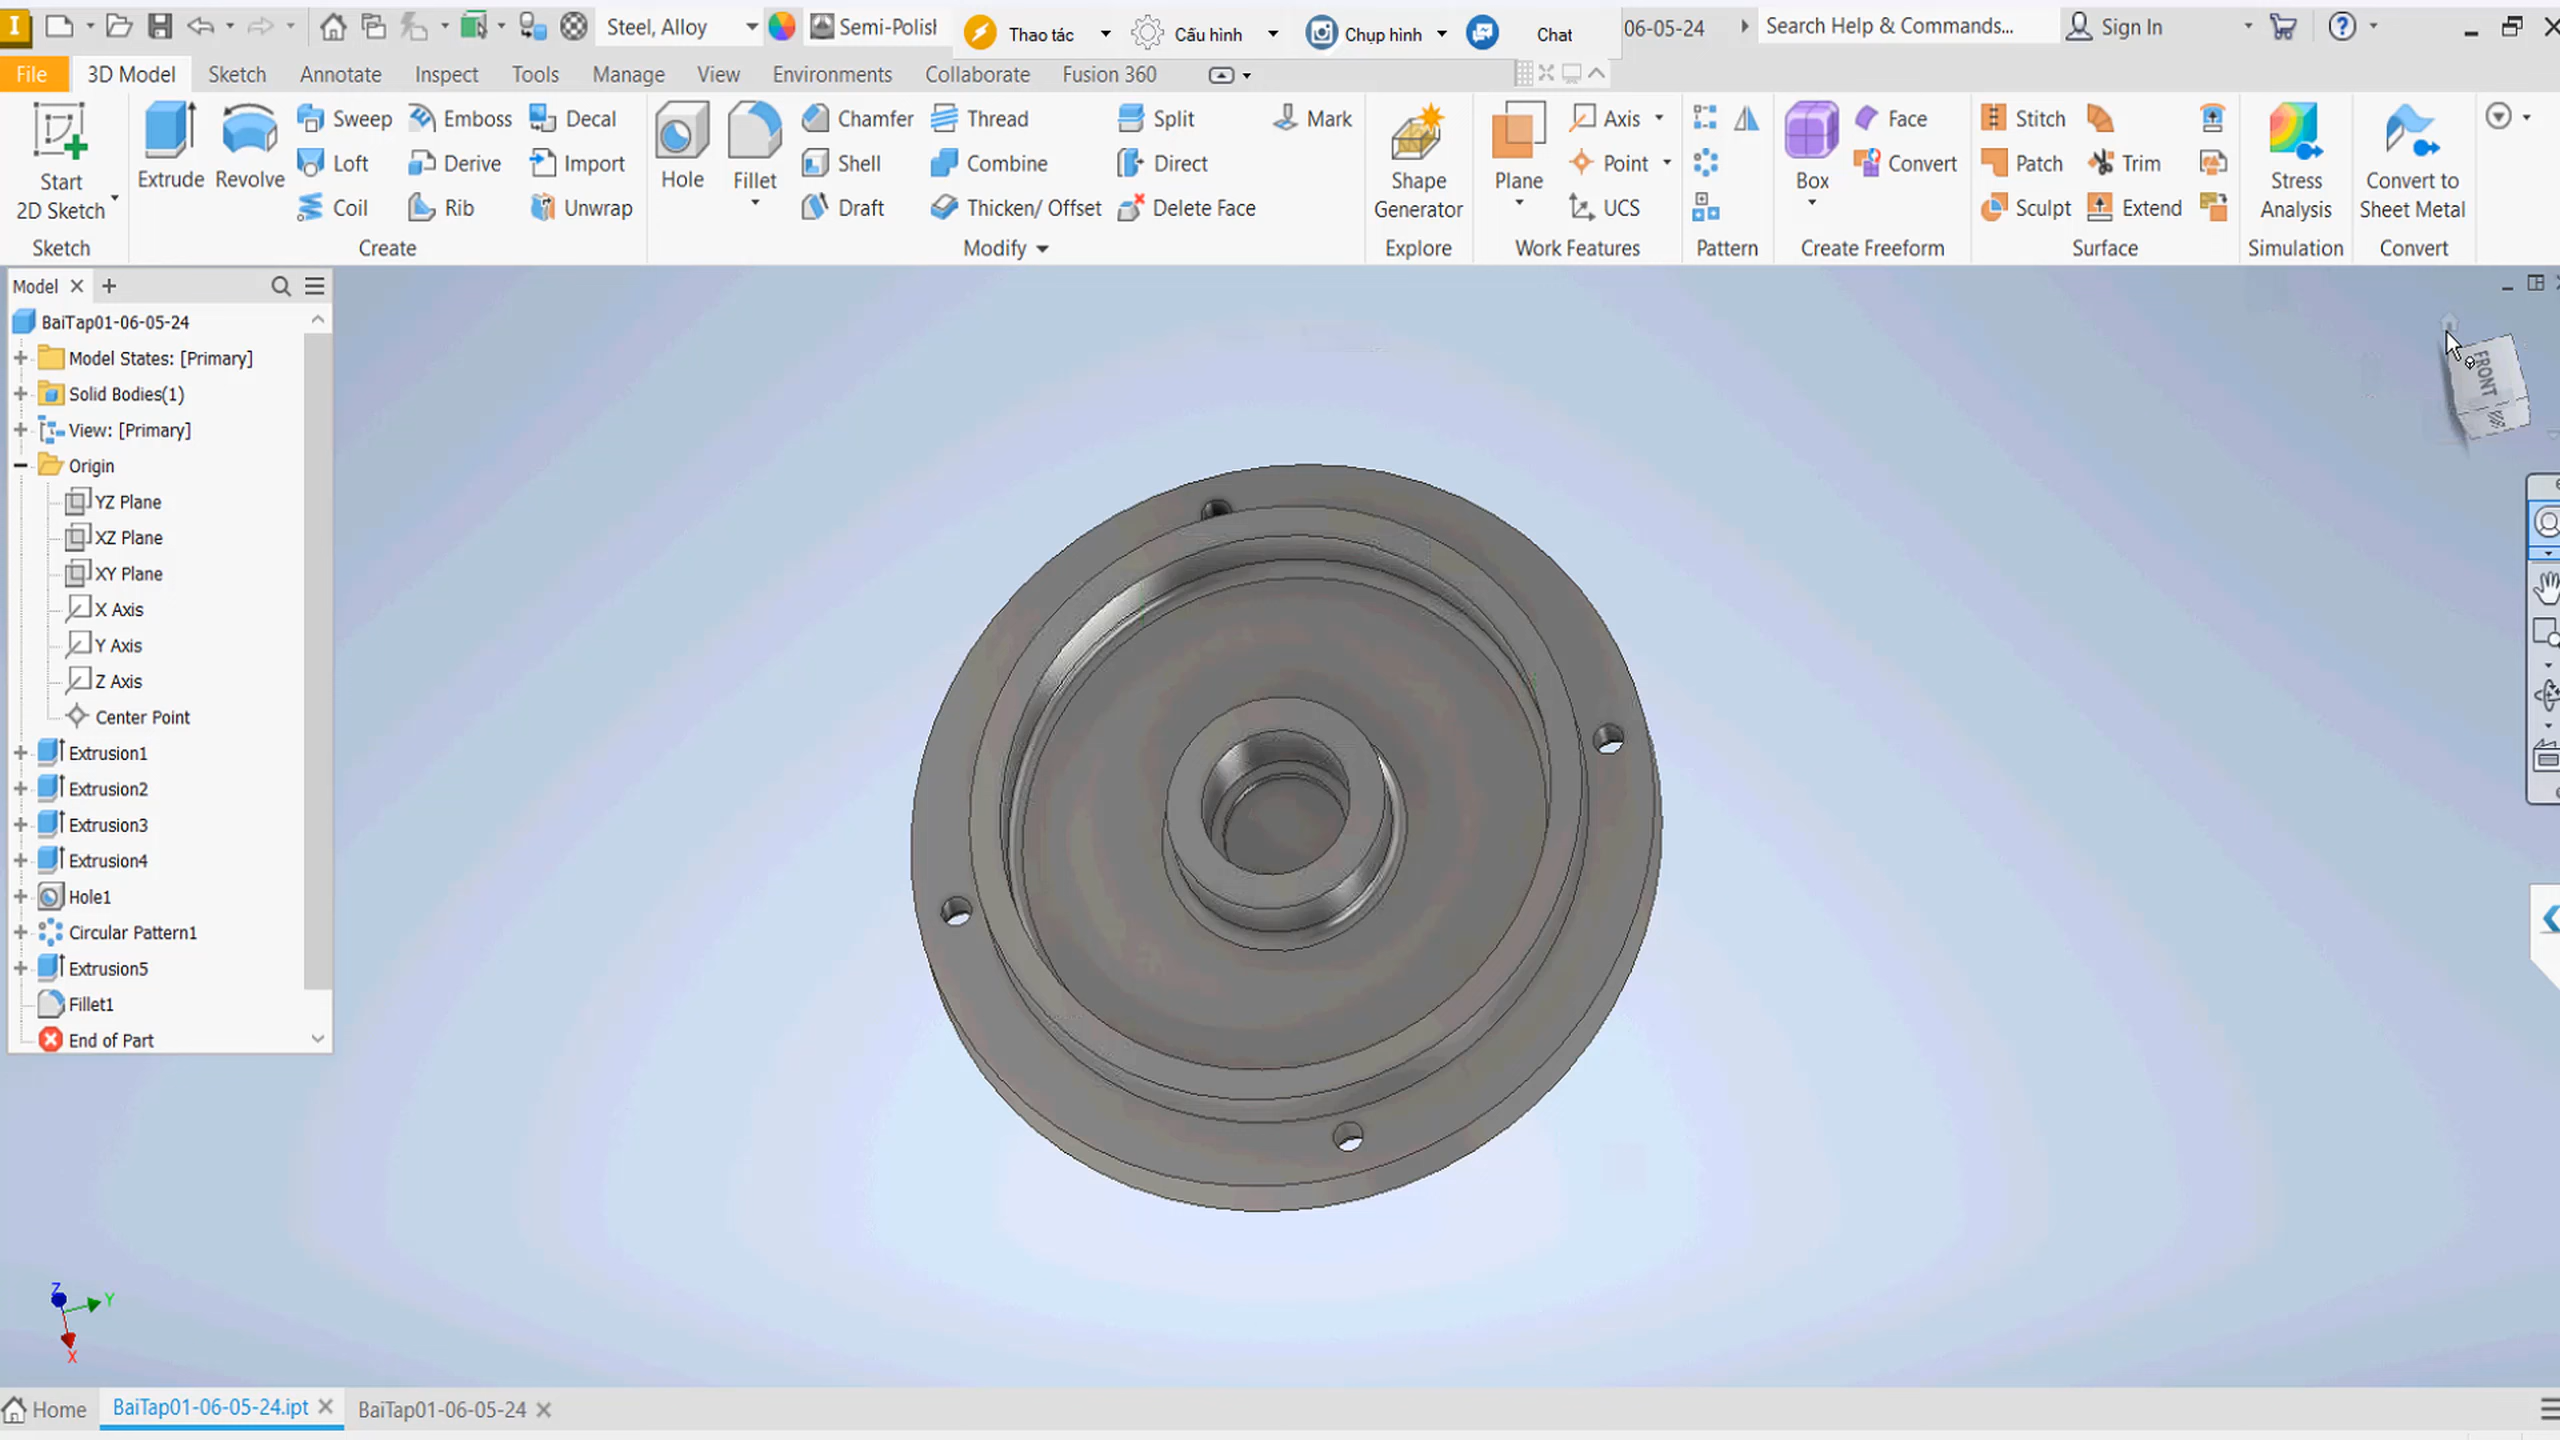 I Steel, Alloy Semi-Polish Thao tác Cấu hình Chụp hình Chat 06-05-24 Search Help & Commands... Sign In
File 3D Model Sketch Annotate Inspect Tools Manage View Environments Collaborate Fusion 360
Start 2D Sketch
Extrude
Revolve
Sweep Emboss Decal
Loft Derive Import
Coil Rib Unwrap
Hole
Fillet
Chamfer Thread Split Mark
Shell Combine Direct
Draft Thicken/ Offset Delete Face
Shape Generator
Plane
Axis
Point
UCS
Box
Face
Convert
Stitch
Patch Trim
Sculpt Extend
Stress Analysis
Convert to Sheet Metal
Sketch Create Modify Explore Work Features Pattern Create Freeform Surface Simulation Convert
Model
BaiTap01-06-05-24
Model States: [Primary]
Solid Bodies(1)
View: [Primary]
Origin
YZ Plane
XZ Plane
XY Plane
X Axis
Y Axis
Z Axis
Center Point
Extrusion1
Extrusion2
Extrusion3
Extrusion4
Hole1
Circular Pattern1
Extrusion5
Fillet1
End of Part
FRONT
Z
Y
X
Home BaiTap01-06-05-24.ipt BaiTap01-06-05-24